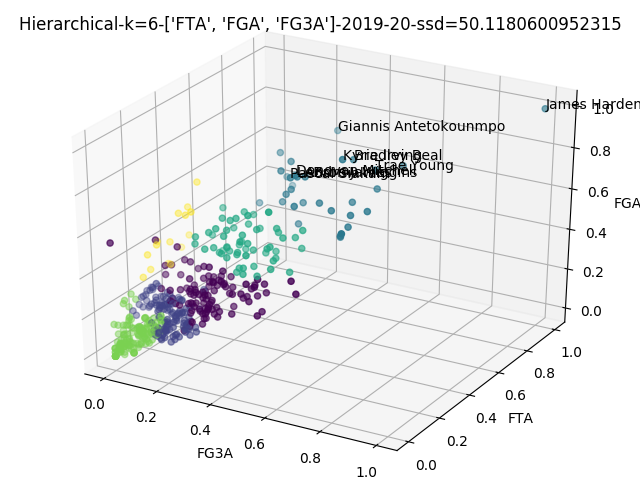 Hierarchical-k=6-['FTA', 'FGA', 'FG3A']-2019-20-ssd=50.1180600952315
James Harden
1.0
Giannis Antetokounmpo
0.8
Bradley Beal
Trae Young
0.6
FGA
0.4
0.2
0.0
0.0
0.2
0.4
0.6
0.8
1.0
FG3A
0.0
0.2
0.4
0.6
0.8
1.0
FTA